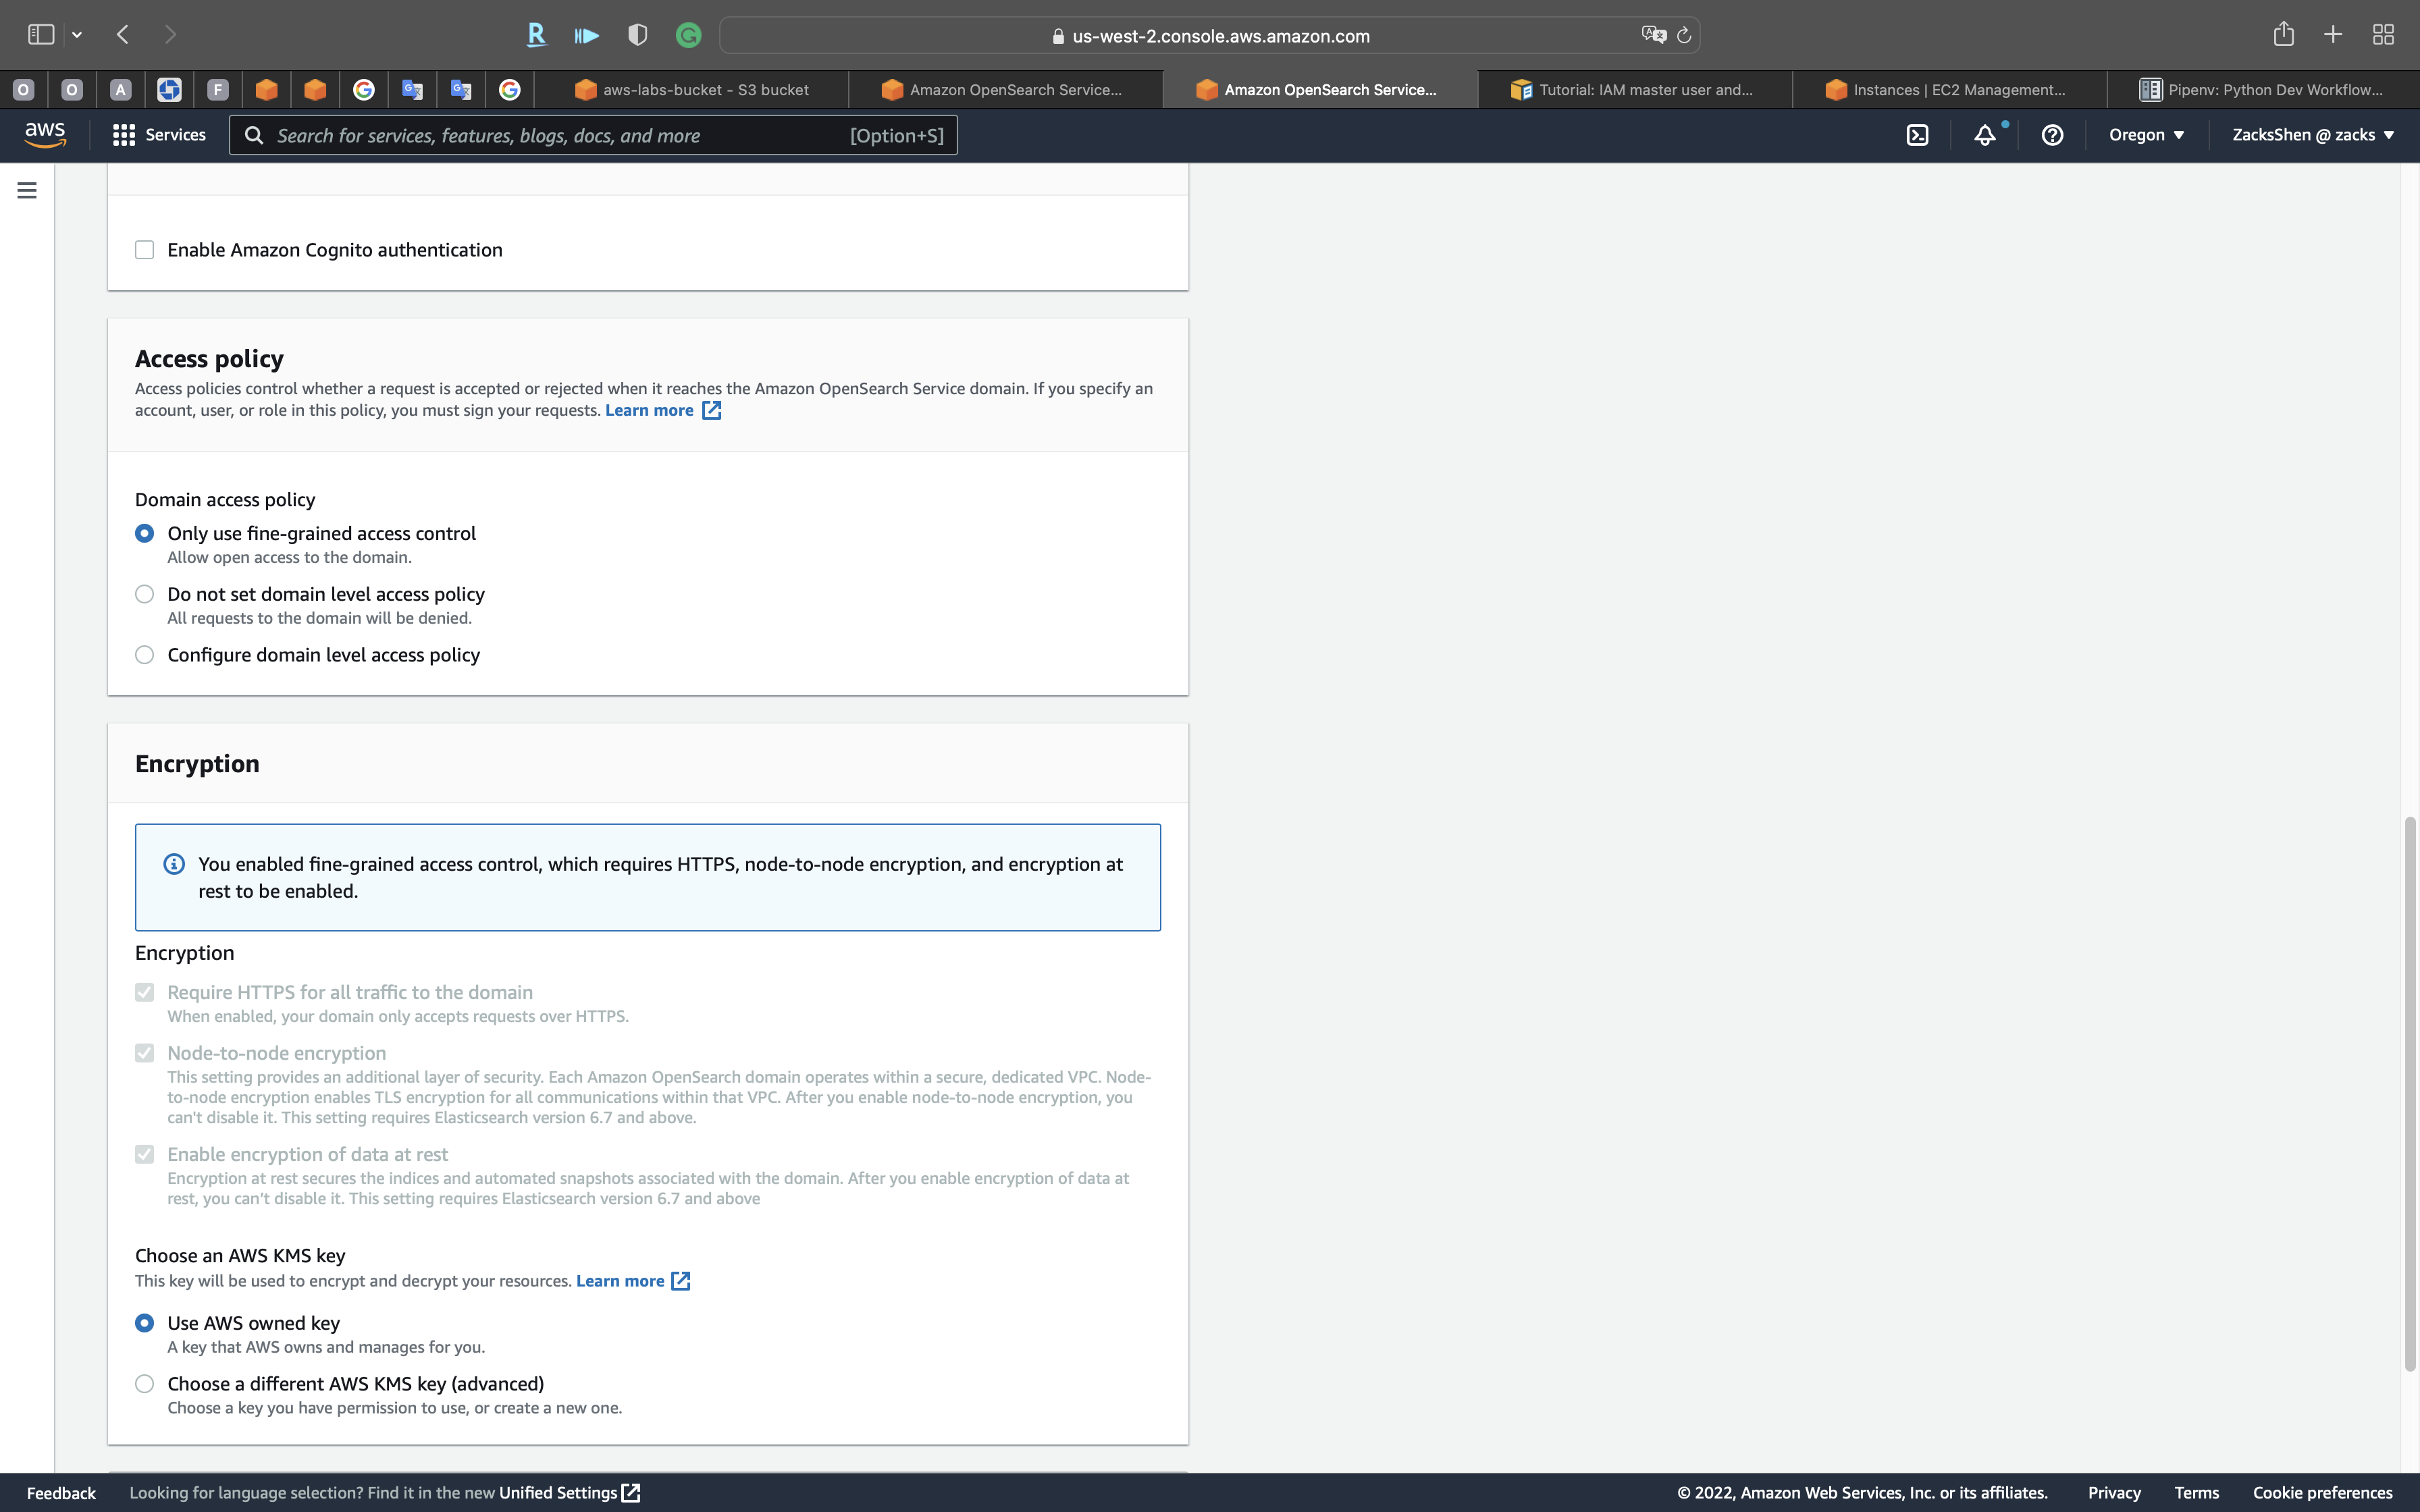 us-west-2.console.aws.amazon.com
O
O
A
F
aws-labs-bucket - S3 bucket
Amazon OpenSearch Service...
Amazon OpenSearch Service...
Tutorial: IAM master user and...
Instances | EC2 Management...
Pipenv: Python Dev Workflow...
aws
Services
Search for services, features, blogs, docs, and more
[Option+S]
Oregon
ZacksShen @ zacks
Enable Amazon Cognito authentication
Access policy
Access policies control whether a request is accepted or rejected when it reaches the Amazon OpenSearch Service domain. If you specify an
account, user, or role in this policy, you must sign your requests. Learn more
Domain access policy
Only use fine-grained access control
Allow open access to the domain.
Do not set domain level access policy
All requests to the domain will be denied.
Configure domain level access policy
Encryption
You enabled fine-grained access control, which requires HTTPS, node-to-node encryption, and encryption at
rest to be enabled.
Encryption
Require HTTPS for all traffic to the domain
When enabled, your domain only accepts requests over HTTPS.
Node-to-node encryption
This setting provides an additional layer of security. Each Amazon OpenSearch domain operates within a secure, dedicated VPC. Node-
to-node encryption enables TLS encryption for all communications within that VPC. After you enable node-to-node encryption, you
can't disable it. This setting requires Elasticsearch version 6.7 and above.
Enable encryption of data at rest
Encryption at rest secures the indices and automated snapshots associated with the domain. After you enable encryption of data at
rest, you can't disable it. This setting requires Elasticsearch version 6.7 and above
Choose an AWS KMS key
This key will be used to encrypt and decrypt your resources. Learn more
Use AWS owned key
A key that AWS owns and manages for you.
Choose a different AWS KMS key (advanced)
Choose a key you have permission to use, or create a new one.
Feedback
Looking for language selection? Find it in the new Unified Settings
© 2022, Amazon Web Services, Inc. or its affiliates.
Privacy
Terms
Cookie preferences